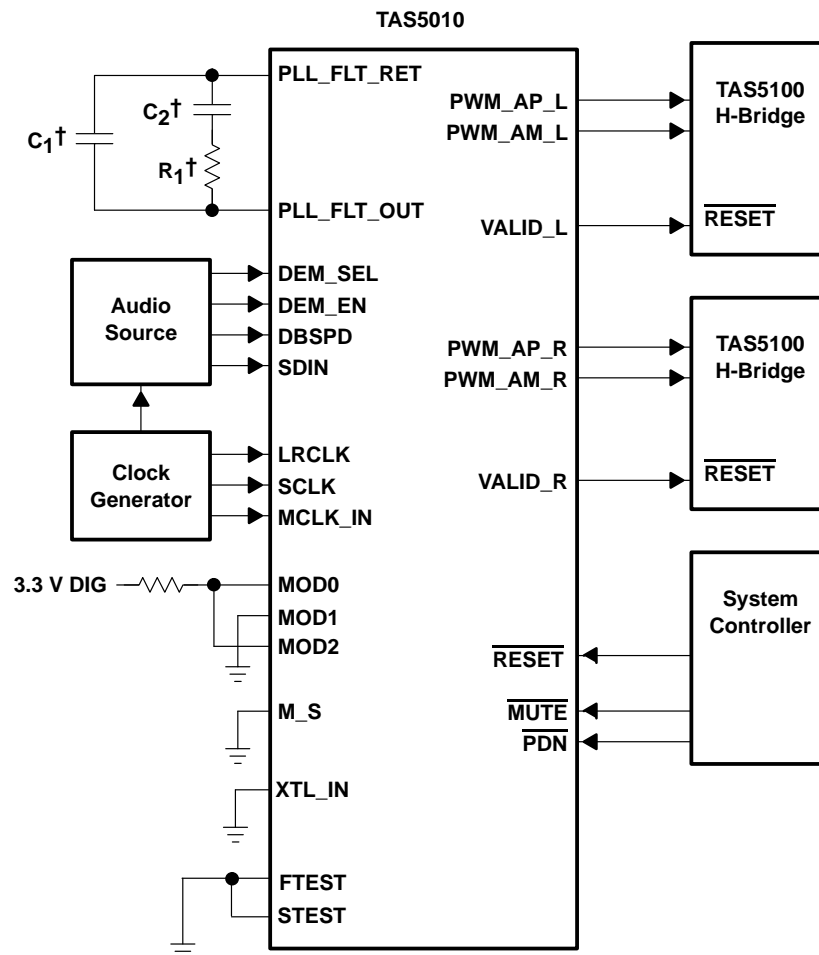 TAS5010
PLL_FLT_RET
C2†
C1†
R1†
PLL_FLT_OUT
Audio
Source
DEM_SEL
DEM_EN
DBSPD
SDIN
Clock
Generator
LRCLK
SCLK
MCLK_IN
3.3 V DIG
MOD0
MOD1
MOD2
M_S
XTL_IN
FTEST
STEST
PWM_AP_L
PWM_AM_L
VALID_L
TAS5100
H-Bridge
RESET
PWM_AP_R
PWM_AM_R
VALID_R
TAS5100
H-Bridge
RESET
System
Controller
RESET
MUTE
PDN